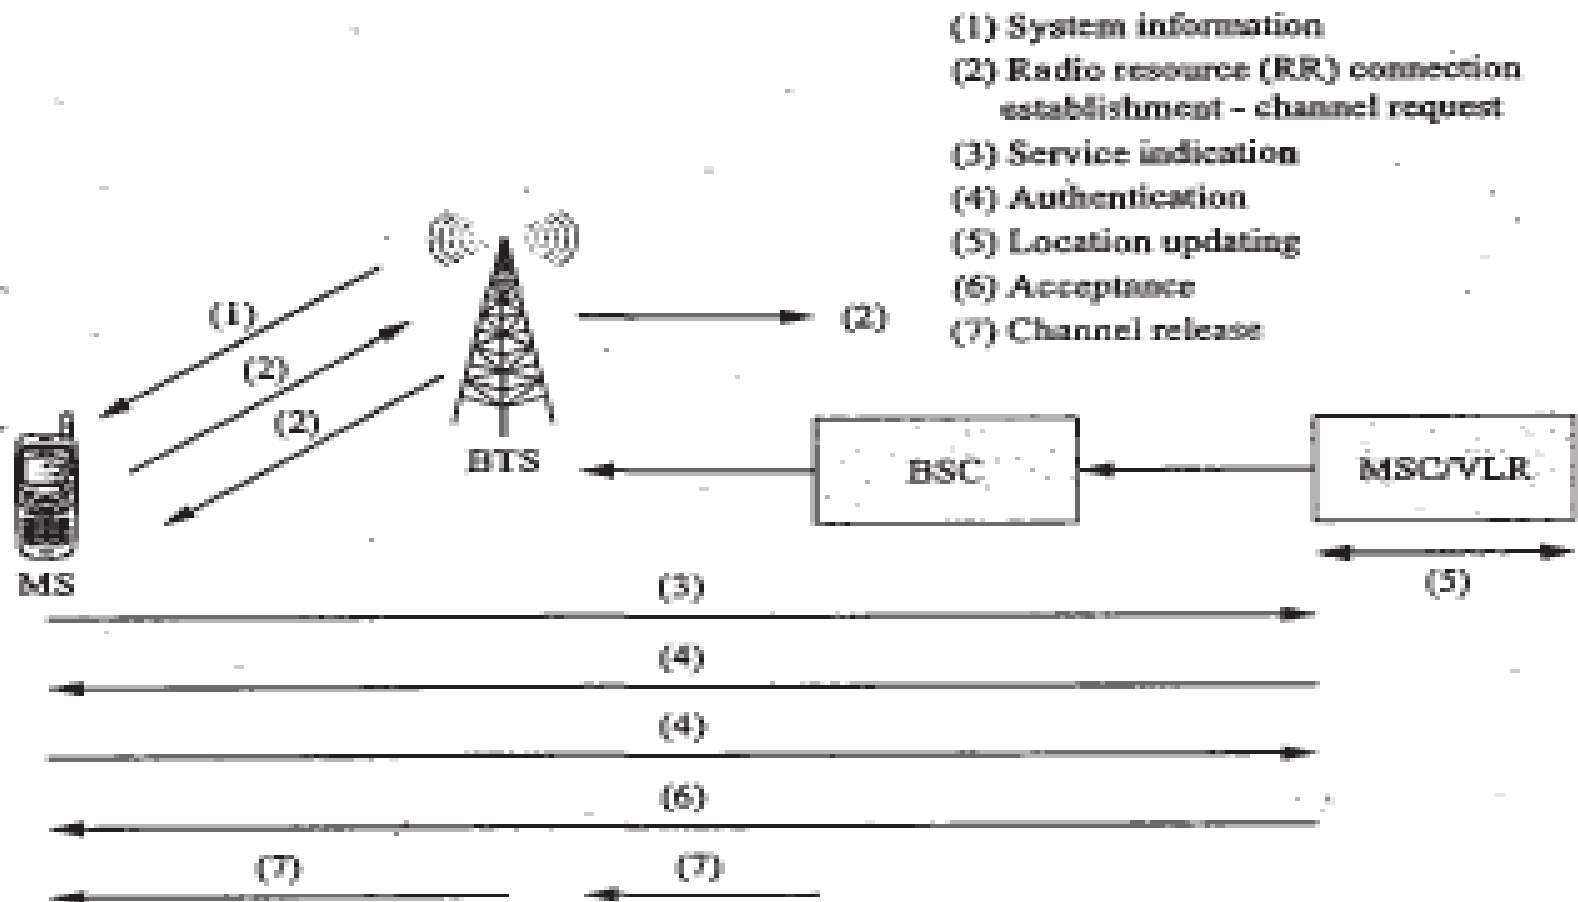 (1) System information
(2) Radio resource (RR) connection
establishment - channel request
(3) Service indication
(4) Authentication
(5) Location updating
(6) Acceptance
(7) Channel release
(1)
(2)
(2)
(2)
BTS
BSC
MSC/VLR
MS
(5)
(3)
(4)
(4)
(6)
(7)
(7)